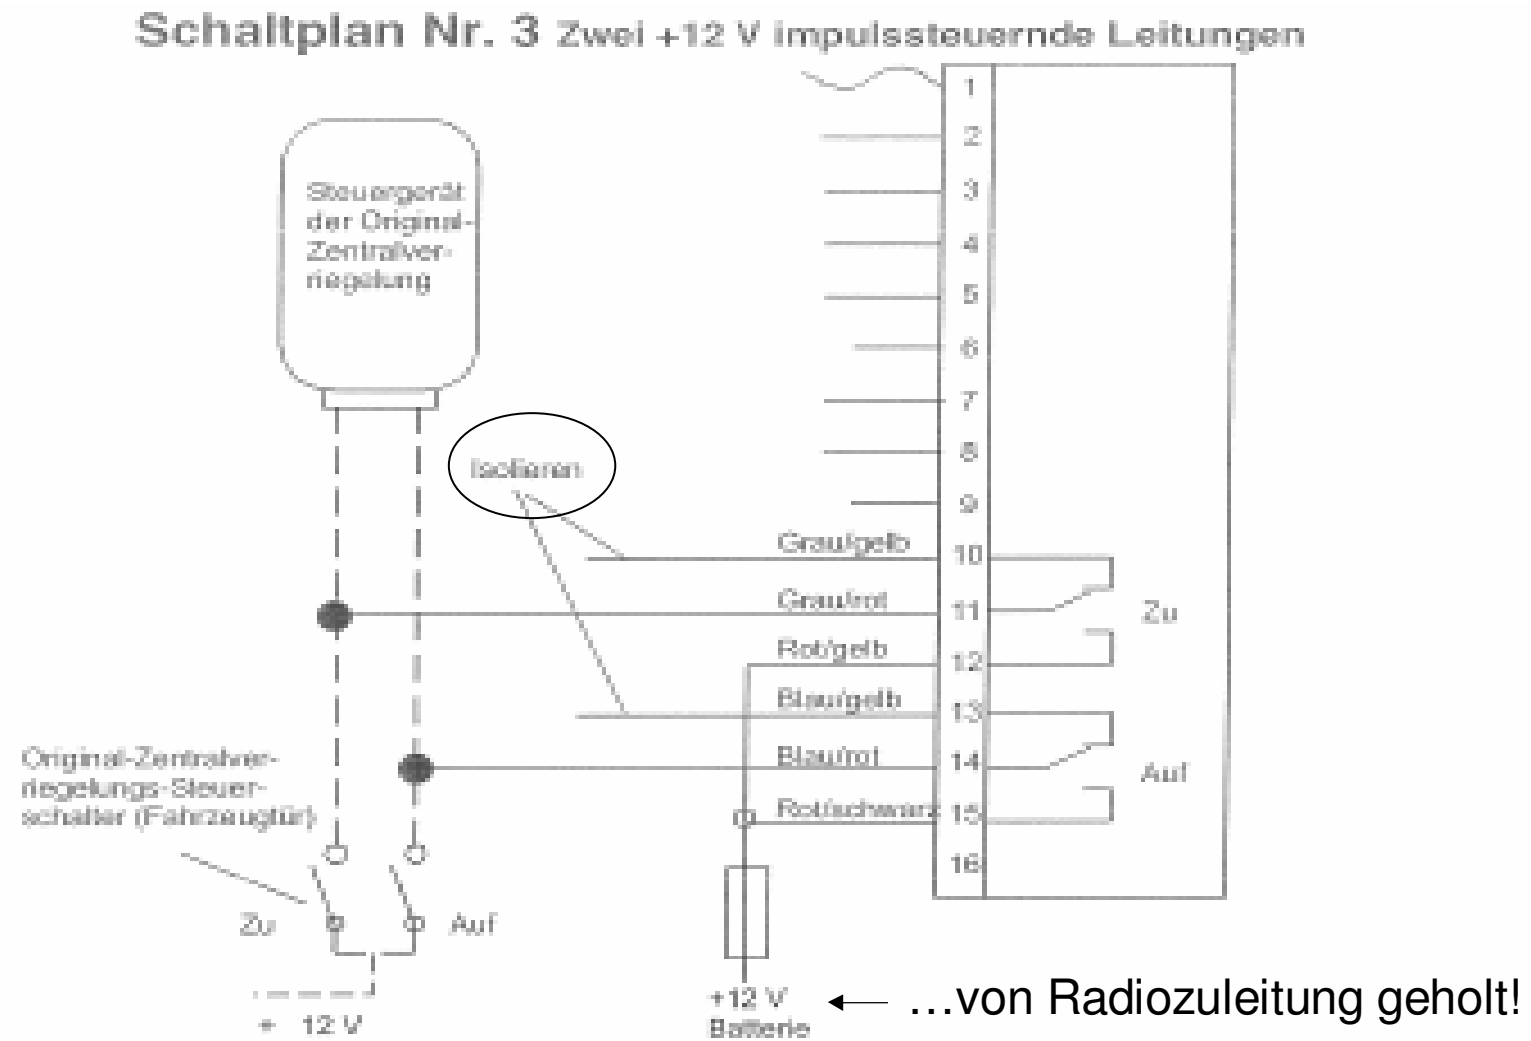 Schaltplan Nr. 3 Zwei +12 V impulssteuernde Leitungen
1
2
3
4
5
6
7
8
9
10
11
12
13
14
15
16
Steuergerät
der Original-
Zentralver-
riegelung
Isolieren
Grau/gelb
Grau/rot
Rot/gelb
Blau/gelb
Blau/rot
Rot/schwarz
Zu
Auf
Original-Zentralver-
riegelungs-Steuer-
schalter (Fahrzeugtür)
Zu
Auf
+ 12 V
+12 V
Batterie
...von Radiozuleitung geholt!